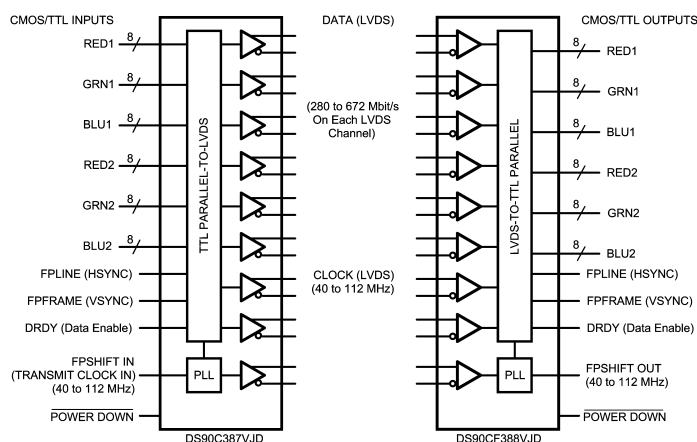 CMOS/TTL INPUTS
DATA (LVDS)
CMOS/TTL OUTPUTS
RED1
8
GRN1
8
BLU1
8
RED2
8
GRN2
8
BLU2
8
FPLINE (HSYNC)
FPFRAME (VSYNC)
DRDY (Data Enable)
FPSHIFT IN
(TRANSMIT CLOCK IN)
(40 to 112 MHz)
POWER DOWN
TTL PARALLEL-TO-LVDS
PLL
DS90C387VJD
(280 to 672 Mbit/s
On Each LVDS
Channel)
CLOCK (LVDS)
(40 to 112 MHz)
LVDS-TO-TTL PARALLEL
PLL
DS90CF388VJD
8
RED1
8
GRN1
8
BLU1
8
RED2
8
GRN2
8
BLU2
FPLINE (HSYNC)
FPFRAME (VSYNC)
DRDY (Data Enable)
FPSHIFT OUT
(40 to 112 MHz)
POWER DOWN